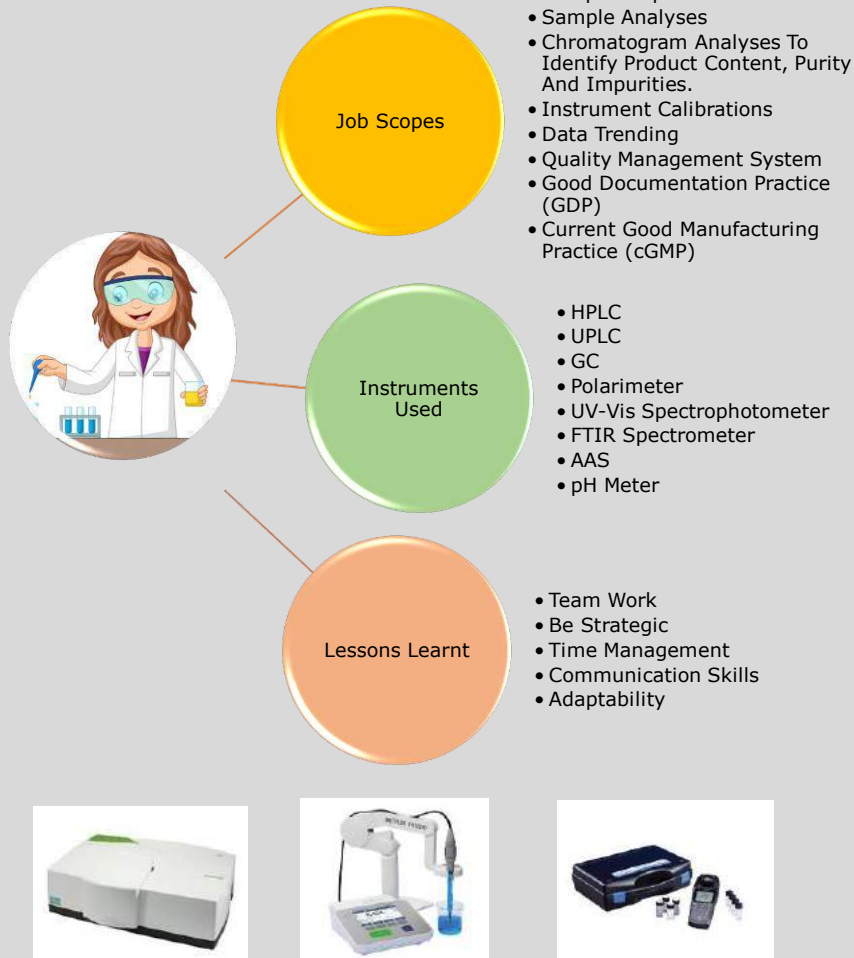 • Sample Analyses
• Chromatogram Analyses To
Identify Product Content, Purity
And Impurities.
• Instrument Calibrations
• Data Trending
• Quality Management System
• Good Documentation Practice
(GDP)
• Current Good Manufacturing
Practice (cGMP)
Job Scopes
• HPLC
• UPLC
• GC
• Polarimeter
• UV-Vis Spectrophotometer
• FTIR Spectrometer
• AAS
• pH Meter
Instruments
Used
• Team Work
• Be Strategic
• Time Management
• Communication Skills
• Adaptability
Lessons Learnt
METTLER TOLEDO